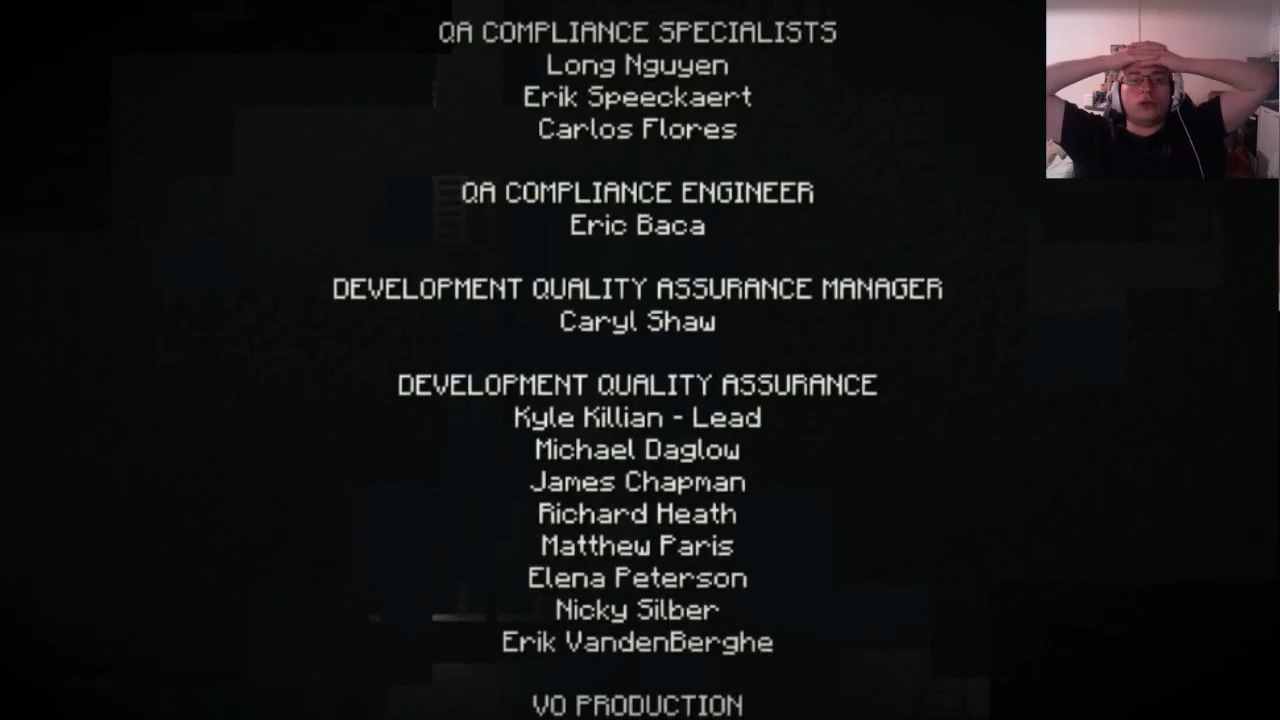 QA COMPLIANCE SPECIALISTS
Long Nguyen
Erik Speeckaert
Carlos Flores
QA COMPLIANCE ENGINEER
Eric Baca
DEVELOPMENT QUALITY ASSURANCE MANAGER
Caryl Shaw
DEVELOPMENT QUALITY ASSURANCE
Kyle Killian - Lead
Michael Daglow
James Chapman
Richard Heath
Matthew Paris
Elena Peterson
Nicky Silber
Erik VandenBerghe
VO PRODUCTION